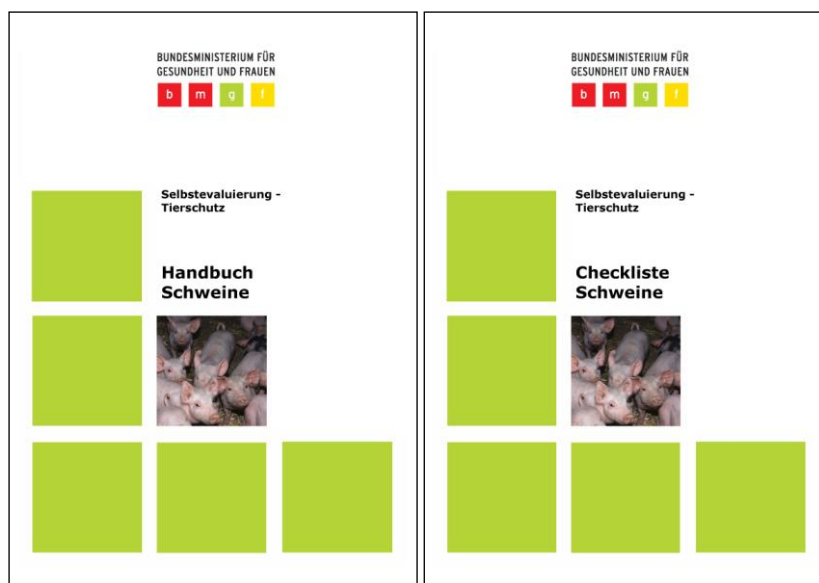 BUNDESMINISTERIUM FÜR
GESUNDHEIT UND FRAUEN
b m g f
Selbstevaluierung -
Tierschutz
Handbuch
Schweine
BUNDESMINISTERIUM FÜR
GESUNDHEIT UND FRAUEN
b m g f
Selbstevaluierung -
Tierschutz
Checkliste
Schweine